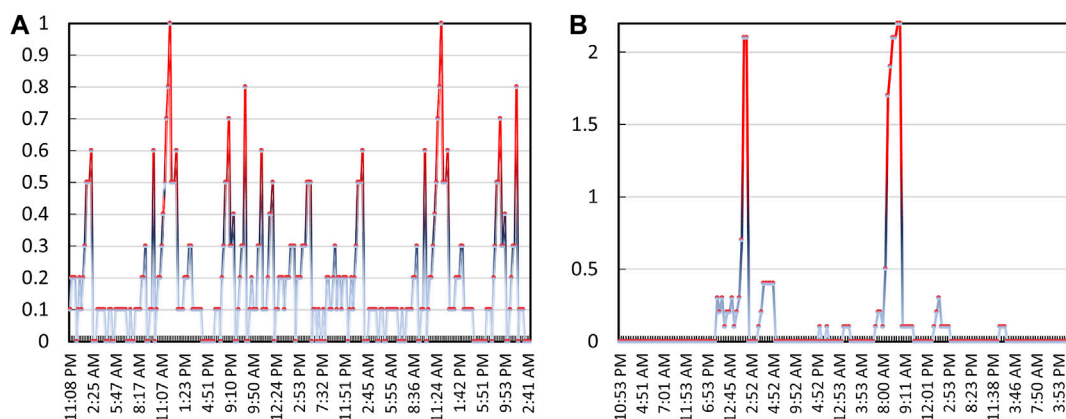 A
1
0.9
0.8
0.7
0.6
0.5
0.4
0.3
0.2
0.1
0
11:08 PM
2:25 AM
5:47 AM
8:17 AM
11:07 AM
1:23 PM
4:51 PM
9:10 PM
9:50 AM
12:24 PM
7:32 PM
11:51 PM
2:45 AM
5:55 AM
8:36 AM
11:24 AM
1:42 PM
5:51 PM
9:53 PM
2:41 AM
B
2
1.5
1
0.5
0
10:53 PM
4:51 AM
7:01 AM
11:53 AM
6:53 PM
12:45 AM
2:52 AM
4:52 AM
9:52 AM
4:52 PM
12:53 AM
2:53 AM
8:00 AM
1:11 PM
12:01 PM
2:53 PM
8:23 PM
11:38 PM
3:46 AM
7:50 AM
3:53 PM